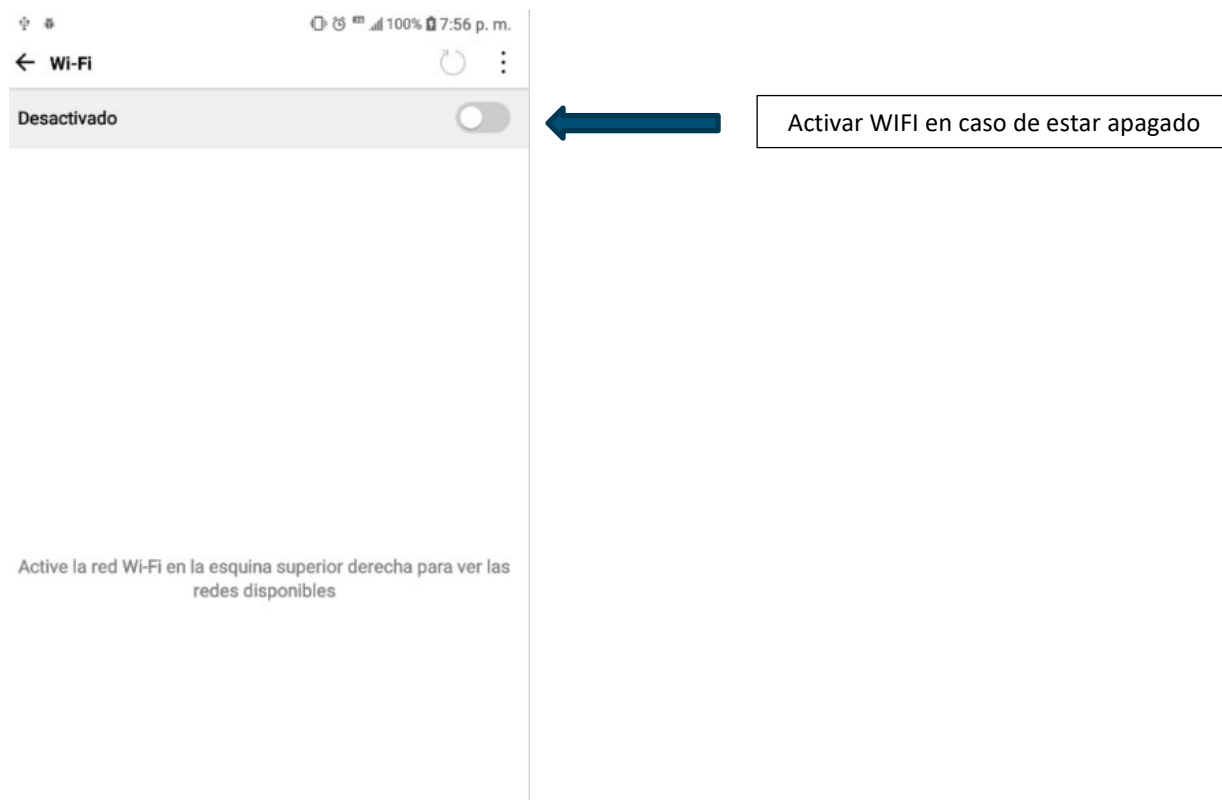 100% 7:56 p. m.
Wi-Fi
Desactivado
Activar WIFI en caso de estar apagado
Active la red Wi-Fi en la esquina superior derecha para ver las
redes disponibles